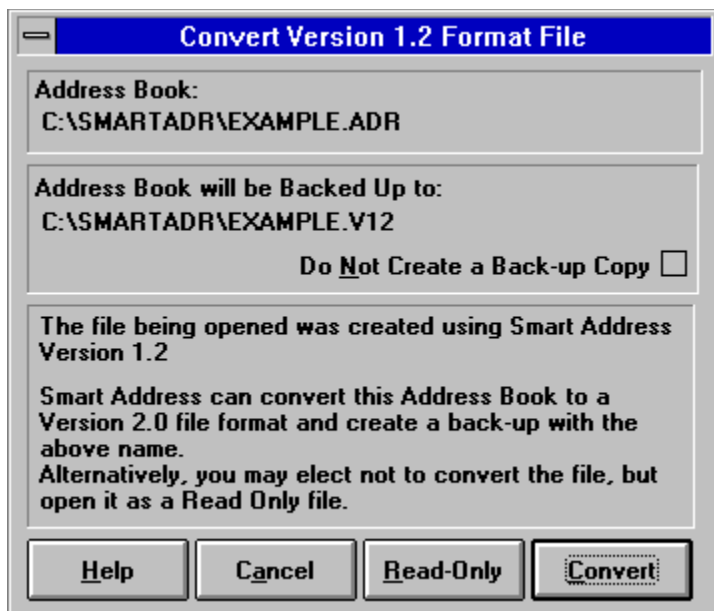 Convert Version 1.2 Format File
Address Book:
C:\SMARTADR\EXAMPLE.ADR
Address Book will be Backed Up to:
C:\SMARTADR\EXAMPLE.V12
Do Not Create a Back-up Copy
The file being opened was created using Smart Address
Version 1.2
Smart Address can convert this Address Book to a
Version 2.0 file format and create a back-up with the
above name.
Alternatively, you may elect not to convert the file, but
open it as a Read Only file.
Help Cancel Read-Only Convert